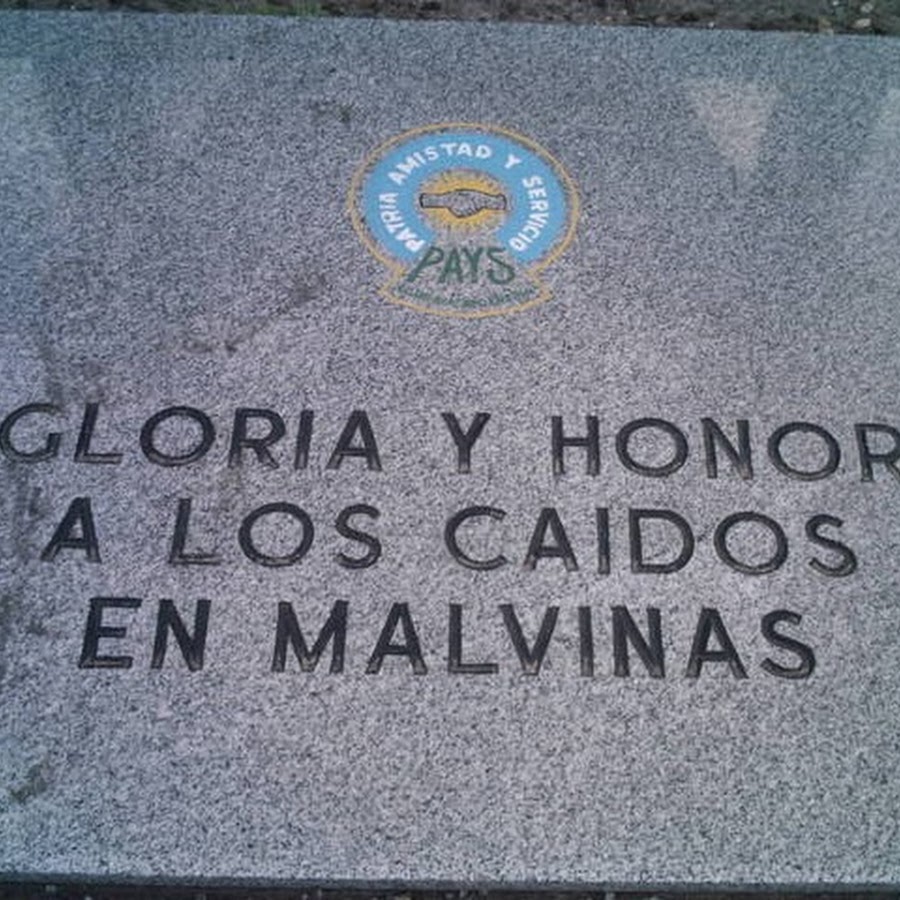 PATRIA AMISTAD Y SERVICIO
PAYS
GLORIA Y HONOR
A LOS CAIDOS
EN MALVINAS